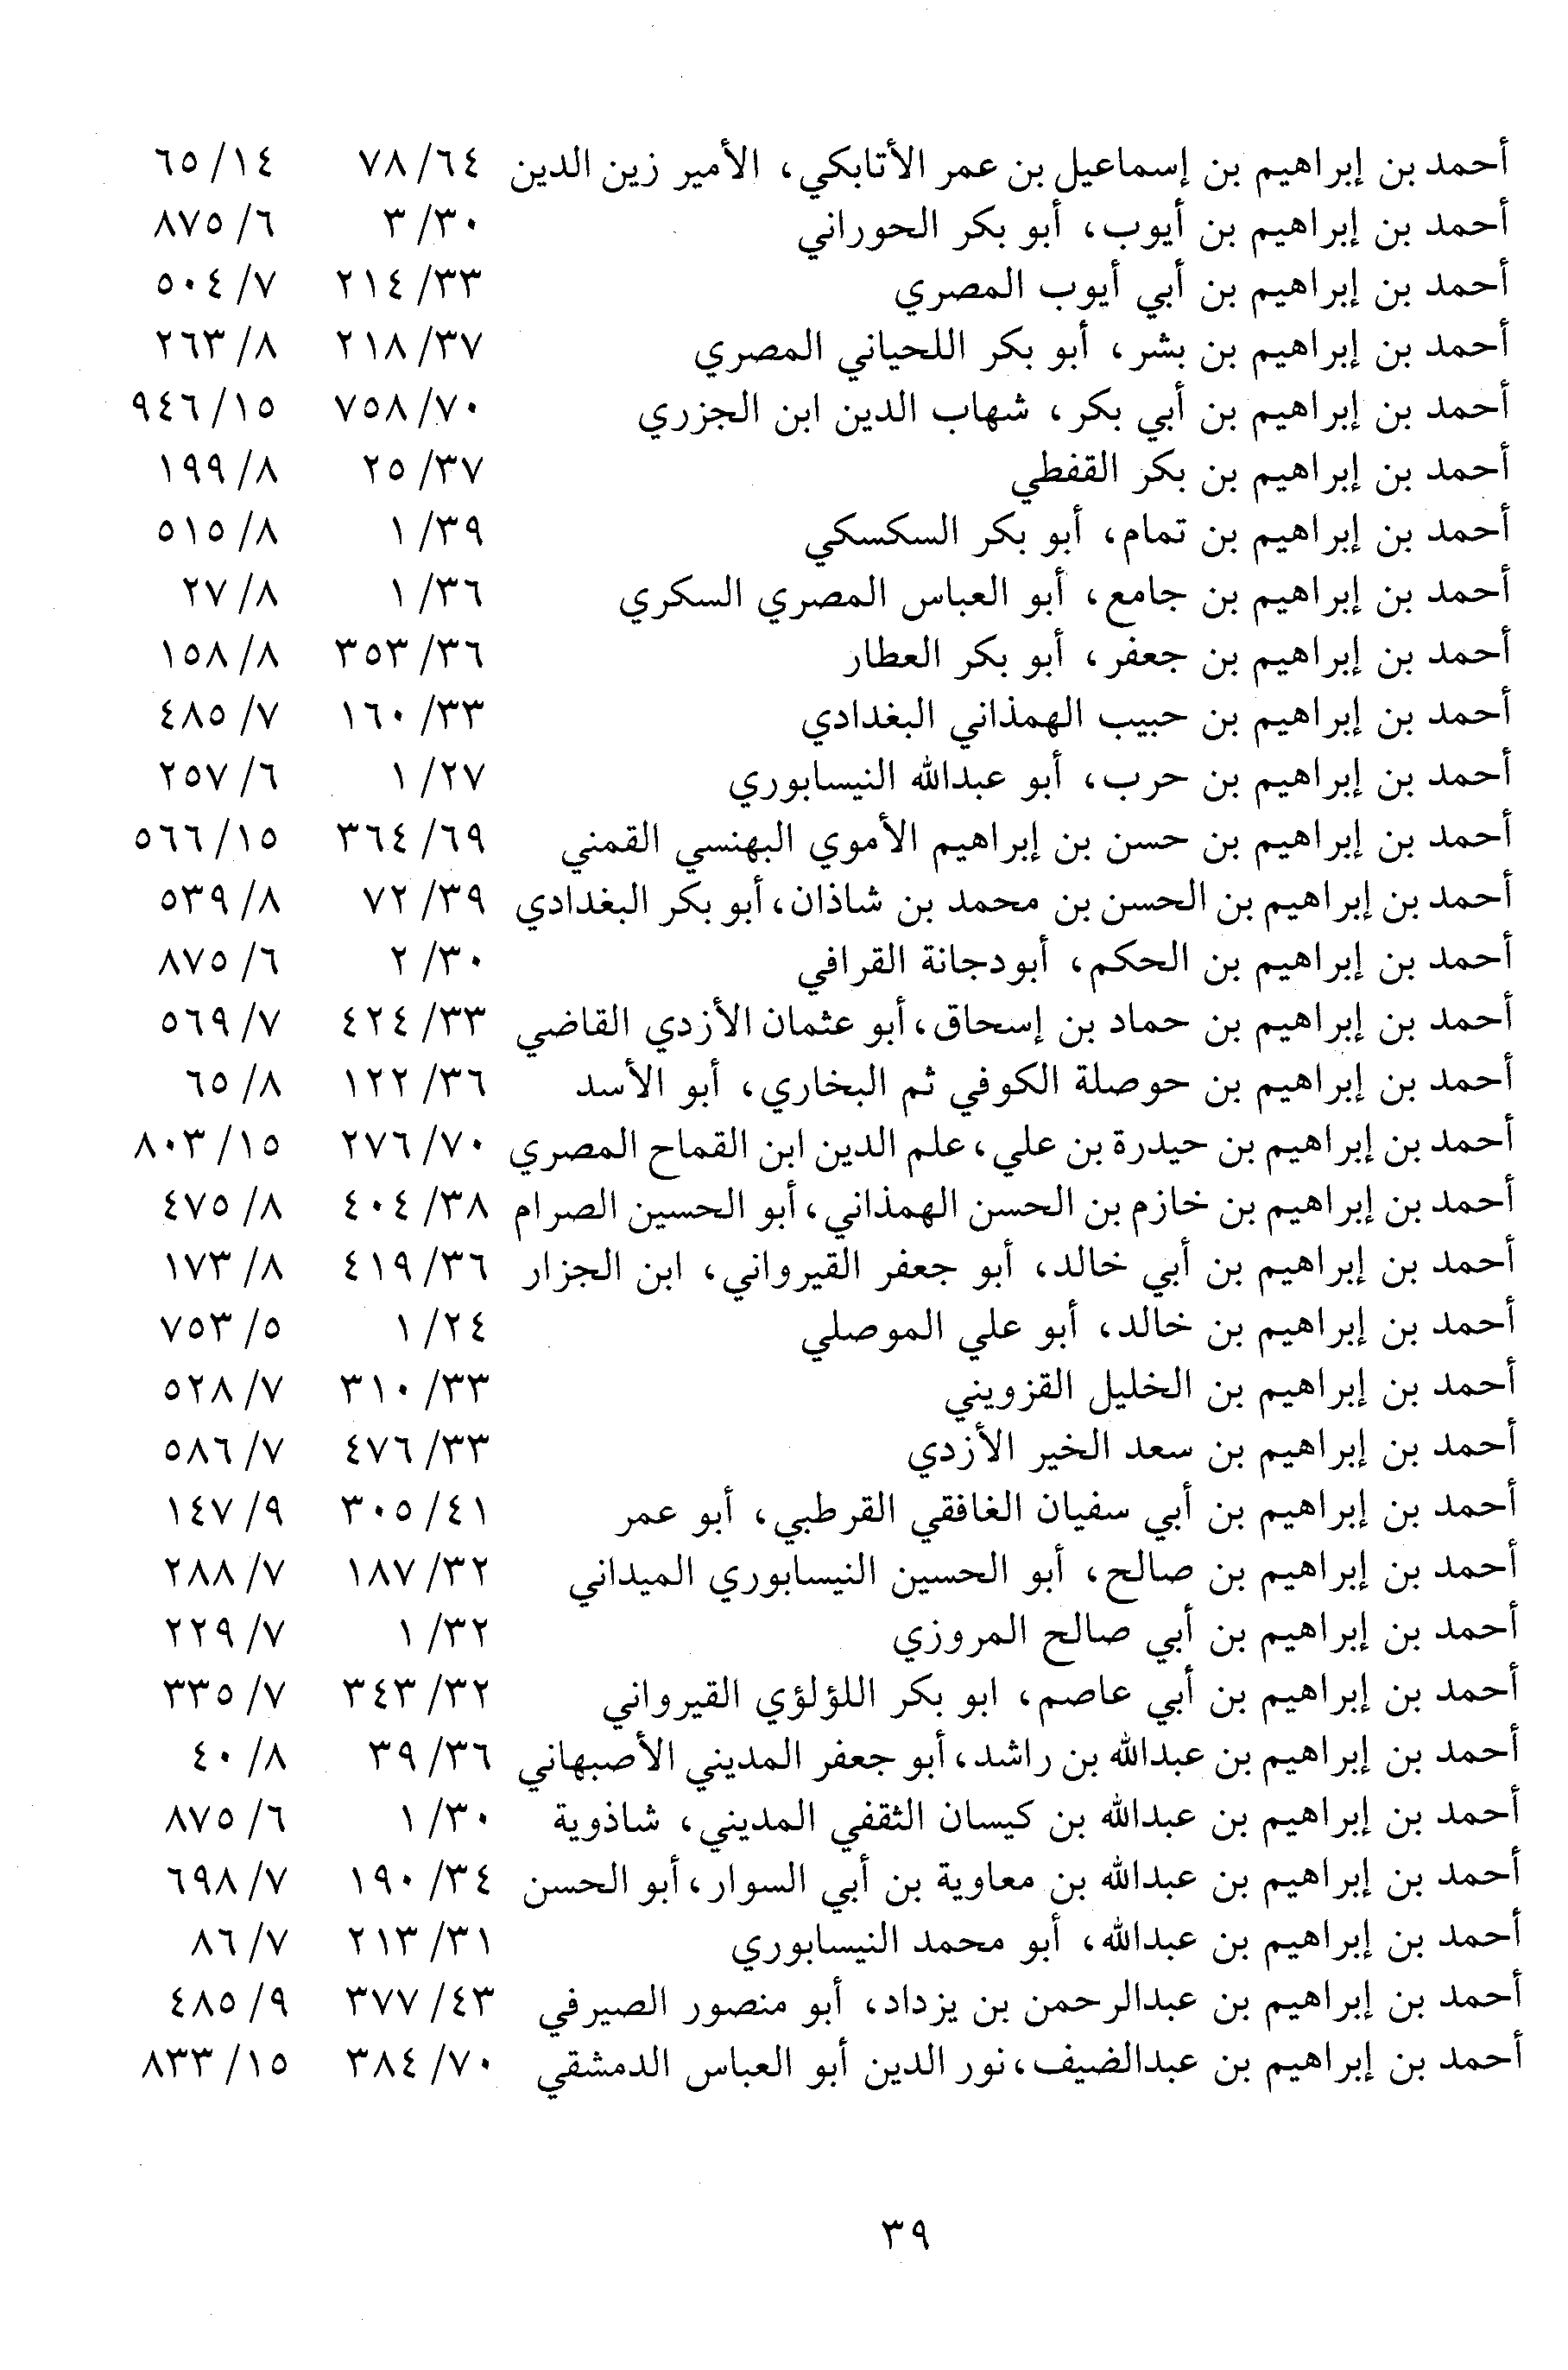 أحمد بن إبراهيم بن إسماعيل بن عمر الأتابكي، الأمير زين الدين ٦٤/ ٧٨ ١٤/ ٦٥
أحمد بن إبراهيم بن أيوب، أبو بكر الحوراني ٣٠/ ٣ ٦/ ٨٧٥
أحمد بن إبراهيم بن أبي أيوب المصري ٣٣/ ٢١٤ ٧/ ٥٠٤
أحمد بن إبراهيم بن بشر، أبو بكر اللحياني المصري ٣٧/ ٢١٨ ٨/ ٢٦٣
أحمد بن إبراهيم بن أبي بكر، شهاب الدين ابن الجزري ٧٠/ ٧٥٨ ١٥/ ٩٤٦
أحمد بن إبراهيم بن بكر القفطي ٣٧/ ٢٥ ٨/ ١٩٩
أحمد بن إبراهيم بن تمام، أبو بكر السكسكي ٣٩/ ١ ٨/ ٥١٥
أحمد بن إبراهيم بن جامع، أبو العباس المصري السكري ٣٦/ ١ ٨/ ٢٧
أحمد بن إبراهيم بن جعفر، أبو بكر العطار ٣٦/ ٣٥٣ ٨/ ١٥٨
أحمد بن إبراهيم بن حبيب الهمذاني البغدادي ٣٣/ ١٦٠ ٧/ ٤٨٥
أحمد بن إبراهيم بن حرب، أبو عبدالله النيسابوري ٢٧/ ١ ٦/ ٢٥٧
أحمد بن إبراهيم بن حسن بن إبراهيم الأموي البهنسي القمني ٦٩/ ٣٦٤ ١٥/ ٥٦٦
أحمد بن إبراهيم بن الحسن بن محمد بن شاذان، أبو بكر البغدادي ٣٩/ ٧٢ ٨/ ٥٣٩
أحمد بن إبراهيم بن الحكم، أبودجانة القرافي ٣٠/ ٢ ٦/ ٨٧٥
أحمد بن إبراهيم بن حماد بن إسحاق، أبو عثمان الأزدي القاضي ٣٣/ ٤٢٤ ٧/ ٥٦٩
أحمد بن إبراهيم بن حوصلة الكوفي ثم البخاري، أبو الأسد ٣٦/ ١٢٢ ٨/ ٦٥
أحمد بن إبراهيم بن حيدرة بن علي، علم الدين ابن القماح المصري ٧٠/ ٢٧٦ ١٥/ ٨٠٣
أحمد بن إبراهيم بن خازم بن الحسن الهمذاني، أبو الحسين الصرام ٣٨/ ٤٠٤ ٨/ ٤٧٥
أحمد بن إبراهيم بن أبي خالد، أبو جعفر القيرواني، ابن الجزار ٣٦/ ٤١٩ ٨/ ١٧٣
أحمد بن إبراهيم بن خالد، أبو علي الموصلي ٢٤/ ١ ٥/ ٧٥٣
أحمد بن إبراهيم بن الخليل القزويني ٣٣/ ٣١٠ ٧/ ٥٢٨
أحمد بن إبراهيم بن سعد الخير الأزدي ٣٣/ ٤٧٦ ٧/ ٥٨٦
أحمد بن إبراهيم بن أبي سفيان الغافقي القرطبي، أبو عمر ٤١/ ٣٠٥ ٩/ ١٤٧
أحمد بن إبراهيم بن صالح، أبو الحسين النيسابوري الميداني ٣٢/ ١٨٧ ٧/ ٢٨٨
أحمد بن إبراهيم بن أبي صالح المروزي ٣٢/ ١ ٧/ ٢٢٩
أحمد بن إبراهيم بن أبي عاصم، ابو بكر اللؤلؤي القيرواني ٣٢/ ٣٤٣ ٧/ ٣٣٥
أحمد بن إبراهيم بن عبدالله بن راشد، أبو جعفر المديني الأصبهاني ٣٦/ ٣٩ ٨/ ٤٠
أحمد بن إبراهيم بن عبدالله بن كيسان الثقفي المديني، شاذوية ٣٠/ ١ ٦/ ٨٧٥
أحمد بن إبراهيم بن عبدالله بن معاوية بن أبي السوار، أبو الحسن ٣٤/ ١٩٠ ٧/ ٦٩٨
أحمد بن إبراهيم بن عبدالله، أبو محمد النيسابوري ٣١/ ٢١٣ ٧/ ٨٦
أحمد بن إبراهيم بن عبدالرحمن بن يزداد، أبو منصور الصيرفي ٤٣/ ٣٧٧ ٩/ ٤٨٥
أحمد بن إبراهيم بن عبدالضيف، نور الدين أبو العباس الدمشقي ٧٠/ ٣٨٤ ١٥/ ٨٣٣
٣٩